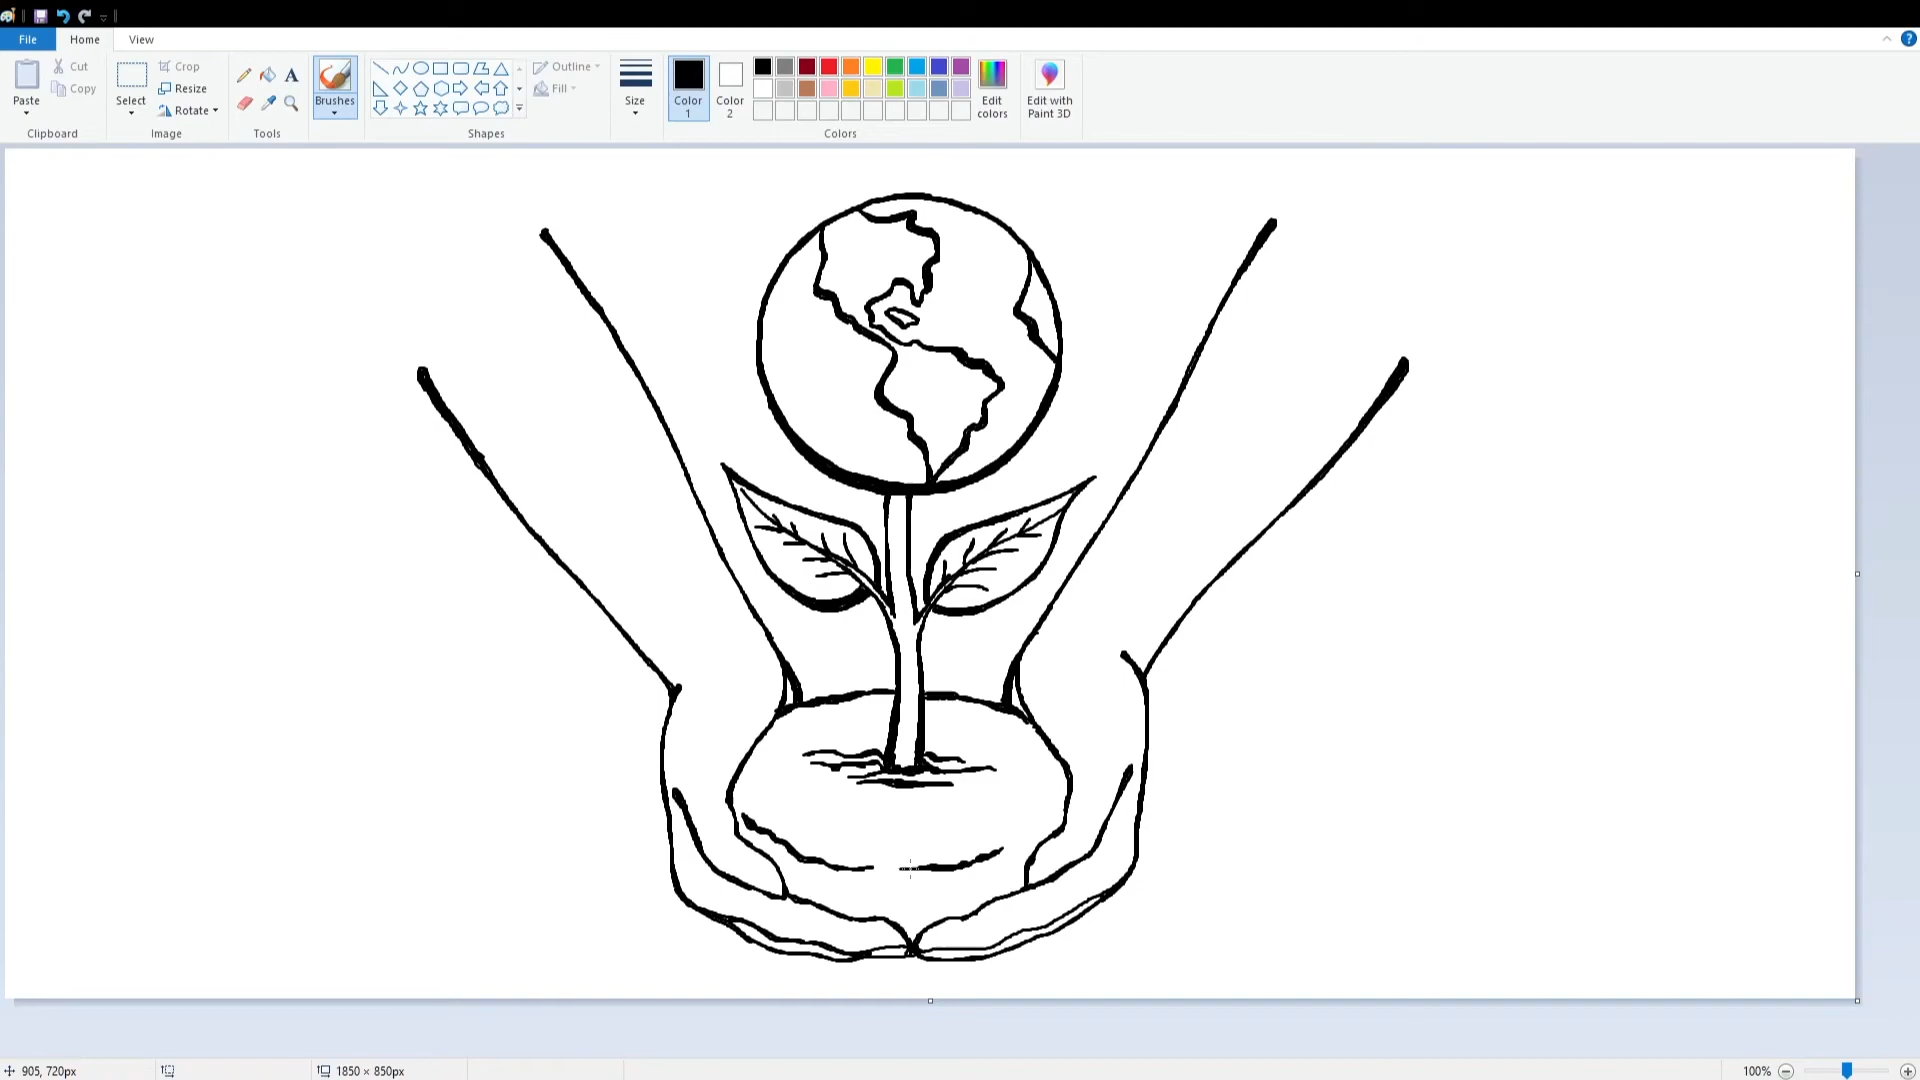 File Home View
Paste Cut Copy Clipboard
Select Crop Resize Rotate Image
A
Tools
Brushes
Outline Fill Shapes
Size
Color 1 Color 2
Edit colors
Colors
Edit with Paint 3D
?
905, 720px 1850 × 850px 100%